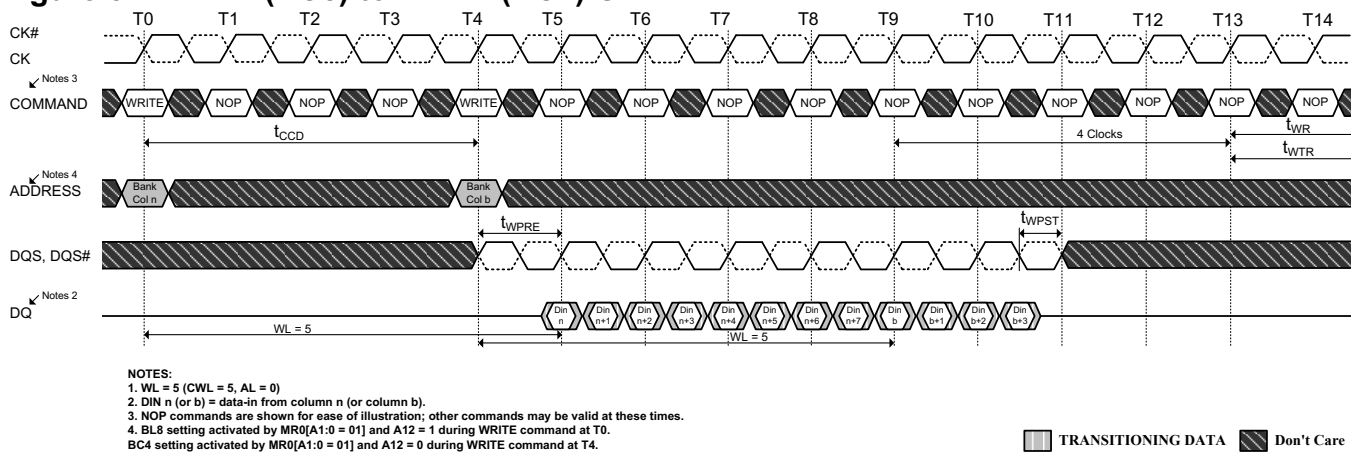 T0 T1 T2 T3 T4 T5 T6 T7 T8 T9 T10 T11 T12 T13 T14
CK#
CK
Notes 3
COMMAND WRITE NOP NOP NOP WRITE NOP NOP NOP NOP NOP NOP NOP NOP NOP NOP
tCCD 4 Clocks tWR
tWTR
Notes 4
ADDRESS Bank Col n Bank Col b
tWPRE tWPST
DQS, DQS#
Notes 2
DQ Din n Din n+1 Din n+2 Din n+3 Din n+4 Din n+5 Din n+6 Din n+7 Din b Din b+1 Din b+2 Din b+3
WL = 5 WL = 5
NOTES:
1. WL = 5 (CWL = 5, AL = 0)
2. DIN n (or b) = data-in from column n (or column b).
3. NOP commands are shown for ease of illustration; other commands may be valid at these times.
4. BL8 setting activated by MR0[A1:0 = 01] and A12 = 1 during WRITE command at T0.
BC4 setting activated by MR0[A1:0 = 01] and A12 = 0 during WRITE command at T4.
TRANSITIONING DATA Don't Care